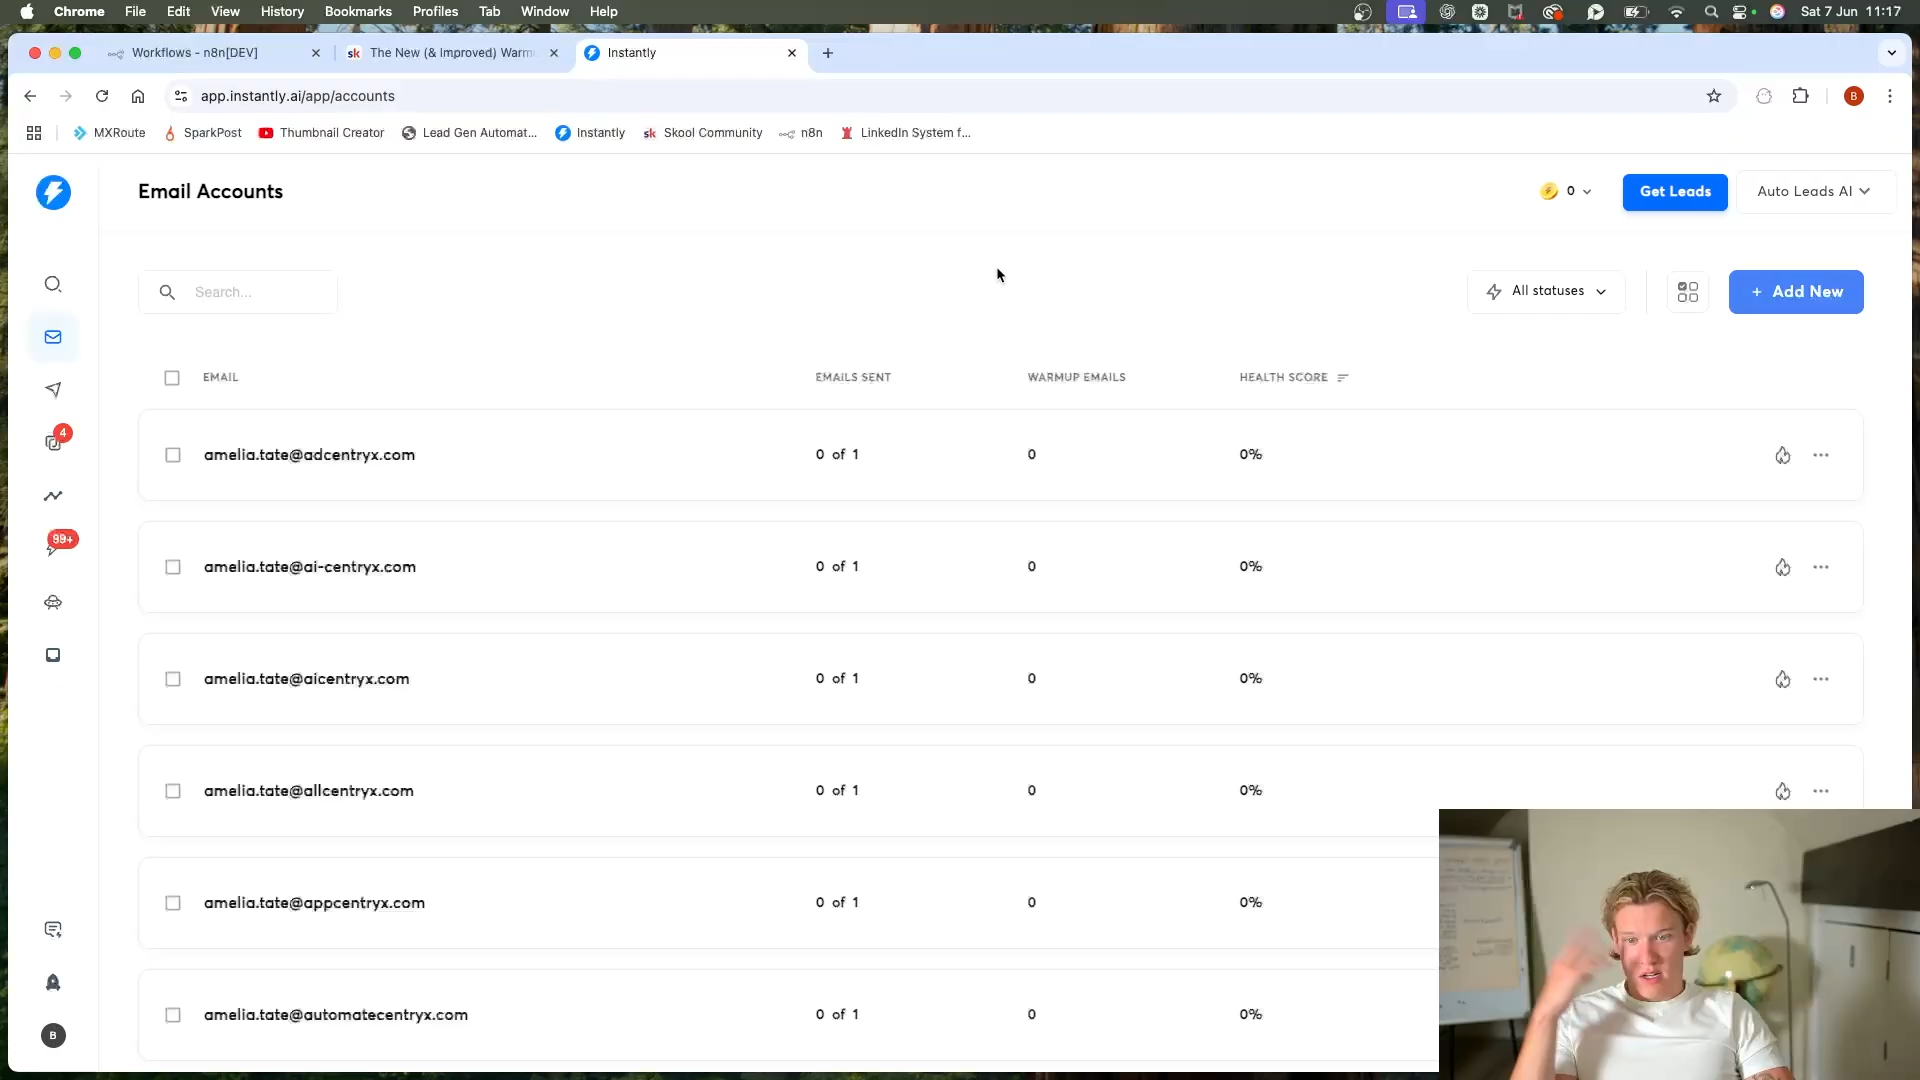 Chrome File Edit View History Bookmarks Profiles Tab Window Help Sat 7 Jun 11:17
Workflows - n8n[DEV] sk The New (& Improved) Warm Instantly
app.instantly.ai/app/accounts B
MXRoute SparkPost Thumbnail Creator Lead Gen Automat... Instantly sk Skool Community n8n LinkedIn System f...
Email Accounts 0 Get Leads Auto Leads AI
Search... All statuses + Add New
EMAIL EMAILS SENT WARMUP EMAILS HEALTH SCORE
amelia.tate@adcentryx.com 0 of 1 0 0%
4
amelia.tate@ai-centryx.com 0 of 1 0 0%
99+
amelia.tate@aicentryx.com 0 of 1 0 0%
amelia.tate@allcentryx.com 0 of 1 0 0%
amelia.tate@appcentryx.com 0 of 1 0 0%
amelia.tate@automatecentryx.com 0 of 1 0 0%
B